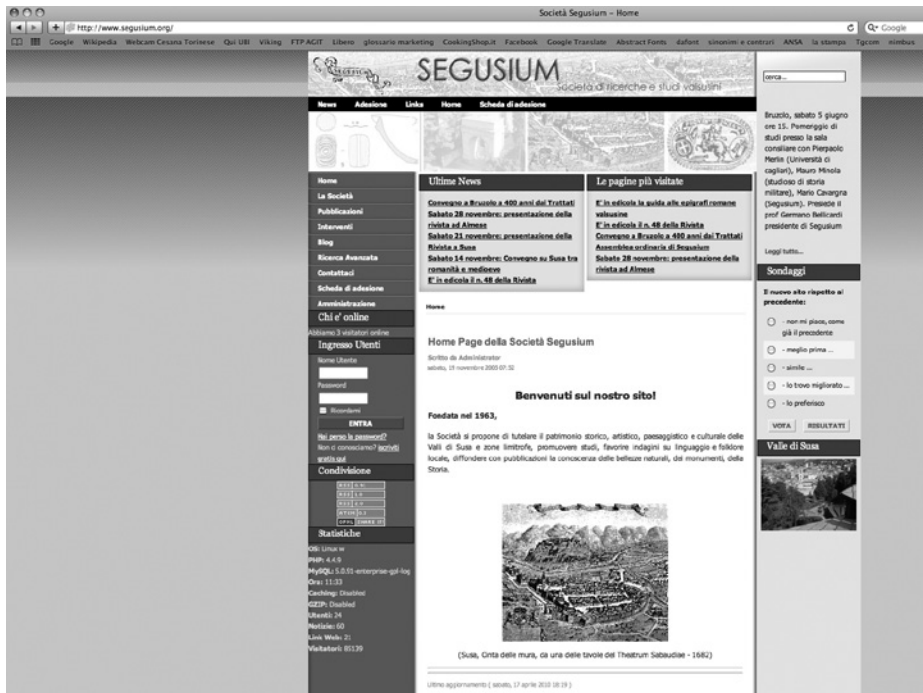 Società Segusium – Home
http://www.segusium.org/
Google
Google Wikipedia Webcam Cesana Torinese Qui UBI Viking FTP AGIT Libero glossario marketing CookingShop.it Facebook Google Translate Abstract Fonts dafont sinonimi e contrari ANSA la stampa Tgcom nimbus
SEGUSIUM
Società di ricerche e studi valsusini
News Adesione Links Home Scheda di adesione
Home
La Società
Pubblicazioni
Interventi
Blog
Ricerca Avanzata
Contattaci
Scheda di adesione
Amministrazione
Chi e' online
Abbiamo 3 visitatori online
Ingresso Utenti
Nome Utente
Password
Ricordami
ENTRA
Hai perso la password?
Non ci conosciamo? Iscriviti
gratis qui
Condivisione
Statistiche
OS: Linux w
PHP: 4.4.9
MySQL: 5.0.91-enterprise-gpl-log
Ora: 11:33
Caching: Disabled
GZIP: Disabled
Utenti: 24
Notizie: 60
Link Web: 21
Visitatori: 85139
Ultime News
Convegno a Bruzolo a 400 anni dai Trattati
Sabato 28 novembre: presentazione della
rivista ad Almese
Sabato 21 novembre: presentazione della
Rivista a Susa
Sabato 14 novembre: Convegno su Susa tra
romanità e medioevo
E' in edicola il n. 48 della Rivista
Le pagine più visitate
E' in edicola la guida alle epigrafi romane
valsusine
E' in edicola il n. 48 della Rivista
Convegno a Bruzolo a 400 anni dai Trattati
Assemblea ordinaria di Segusium
Sabato 28 novembre: presentazione della
rivista ad Almese
Home
Home Page della Società Segusium
Scritto da Administrator
sabato, 19 novembre 2005 07:32
Benvenuti sul nostro sito!
Fondata nel 1963,
la Società si propone di tutelare il patrimonio storico, artistico, paesaggistico e culturale delle
Valli di Susa e zone limitrofe, promuovere studi, favorire indagini su linguaggio e folklore
locale, diffondere con pubblicazioni la conoscenza delle bellezze naturali, dei monumenti, della
Storia.
(Susa, Cinta delle mura, da una delle tavole del Theatrum Sabaudiae - 1682)
Ultimo aggiornamento ( sabato, 17 aprile 2010 18:19 )
cerca...
Bruzolo, sabato 5 giugno
ore 15. Pomeriggio di
studi presso la sala
consiliare con Pierpaolo
Merlin (Università di
cagliari), Mauro Minola
(studioso di storia
militare), Mario Cavargna
(Segusium). Presiede il
prof Germano Bellicardi
presidente di Segusium
Leggi tutto...
Sondaggi
Il nuovo sito rispetto al
precedente:
- non mi piace, come
già il precedente
- meglio prima ...
- simile ...
- lo trovo migliorato ...
- lo preferisco
VOTA RISULTATI
Valle di Susa